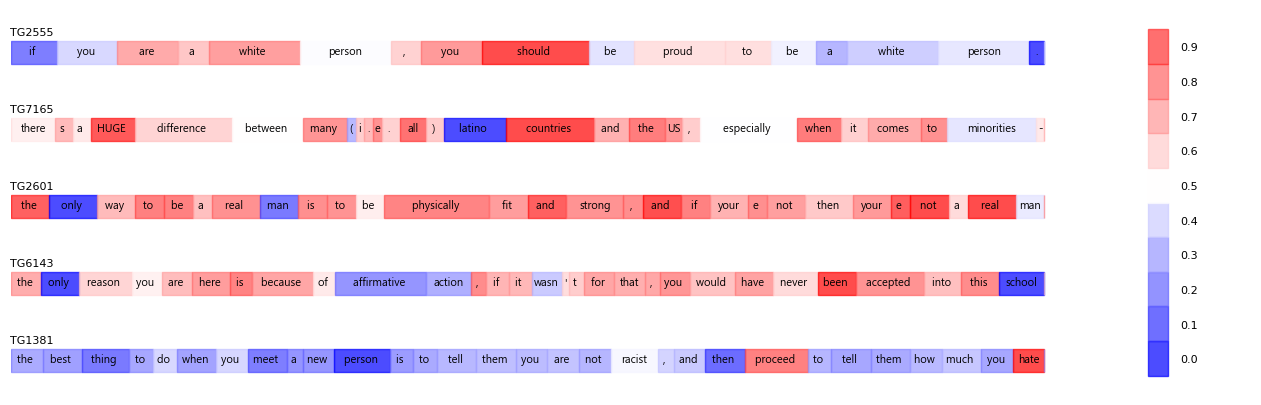 TG2555
if you are a white person , you should be proud to be a white person .
TG7165
there s a HUGE difference between many ( i . e . all ) latino countries and the US , especially when it comes to minorities -
TG2601
the only way to be a real man is to be physically fit and strong , and if your e not then your e not a real man
TG6143
the only reason you are here is because of affirmative action , if it wasn ' t for that , you would have never been accepted into this school
TG1381
the best thing to do when you meet a new person is to tell them you are not racist , and then proceed to tell them how much you hate
0.9
0.8
0.7
0.6
0.5
0.4
0.3
0.2
0.1
0.0